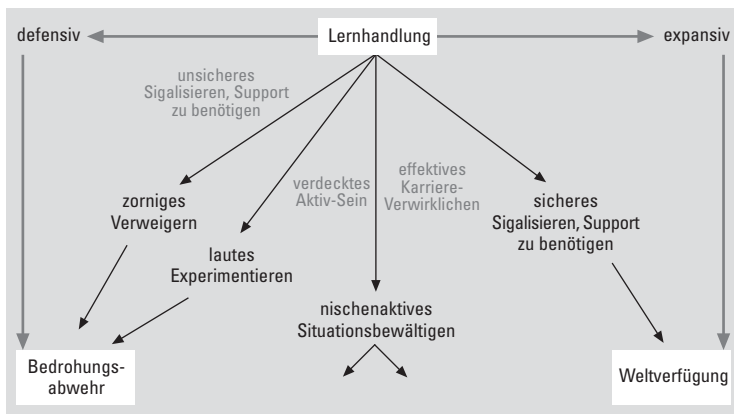 defensiv
Lernhandlung
expansiv
unsicheres
Sigalisieren, Support
zu benötigen
verdecktes
Aktiv-Sein
effektives
Karriere-
Verwirklichen
zorniges
Verweigern
sicheres
Sigalisieren, Support
zu benötigen
lautes
Experimentieren
nischenaktives
Situationsbewältigen
Bedrohungs-
abwehr
Weltverfügung